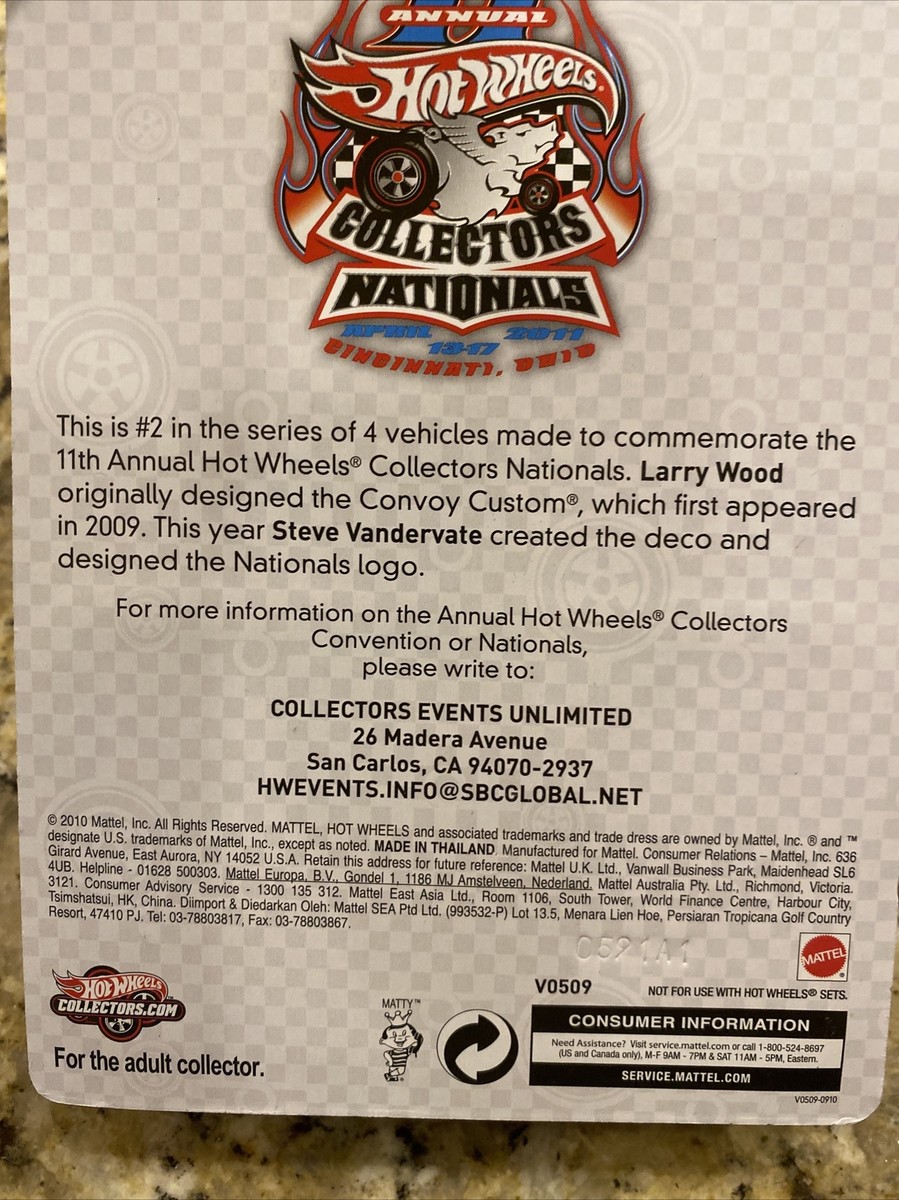 11
ANNUAL
Hot Wheels®
COLLECTORS
NATIONALS
APRIL 2011
13-17
CINCINNATI, OHIO
This is #2 in the series of 4 vehicles made to commemorate the
11th Annual Hot Wheels® Collectors Nationals. Larry Wood
originally designed the Convoy Custom®, which first appeared
in 2009. This year Steve Vandervate created the deco and
designed the Nationals logo.
For more information on the Annual Hot Wheels® Collectors
Convention or Nationals,
please write to:
COLLECTORS EVENTS UNLIMITED
26 Madera Avenue
San Carlos, CA 94070-2937
HWEVENTS.INFO@SBCGLOBAL.NET
© 2010 Mattel, Inc. All Rights Reserved. MATTEL, HOT WHEELS and associated trademarks and trade dress are owned by Mattel, Inc. ® and ™
designate U.S. trademarks of Mattel, Inc., except as noted. MADE IN THAILAND. Manufactured for Mattel. Consumer Relations – Mattel, Inc. 636
Girard Avenue, East Aurora, NY 14052 U.S.A. Retain this address for future reference: Mattel U.K. Ltd., Vanwall Business Park, Maidenhead SL6
4UB. Helpline - 01628 500303. Mattel Europa, B.V., Gondel 1, 1186 MJ Amstelveen, Nederland. Mattel Australia Pty. Ltd., Richmond, Victoria.
3121. Consumer Advisory Service - 1300 135 312. Mattel East Asia Ltd., Room 1106, South Tower, World Finance Centre, Harbour City,
Tsimshatsui, HK, China. Diimport & Diedarkan Oleh: Mattel SEA Ptd Ltd. (993532-P) Lot 13.5, Menara Lien Hoe, Persiaran Tropicana Golf Country
Resort, 47410 PJ. Tel: 03-78803817, Fax: 03-78803867.
C591A1
MATTEL®
V0509
NOT FOR USE WITH HOT WHEELS® SETS.
HOT WHEELS™
COLLECTORS.COM
For the adult collector.
MATTY™
CONSUMER INFORMATION
Need Assistance? Visit service.mattel.com or call 1-800-524-8697
(US and Canada only), M-F 9AM - 7PM & SAT 11AM - 5PM, Eastern.
SERVICE.MATTEL.COM
V0509-0910